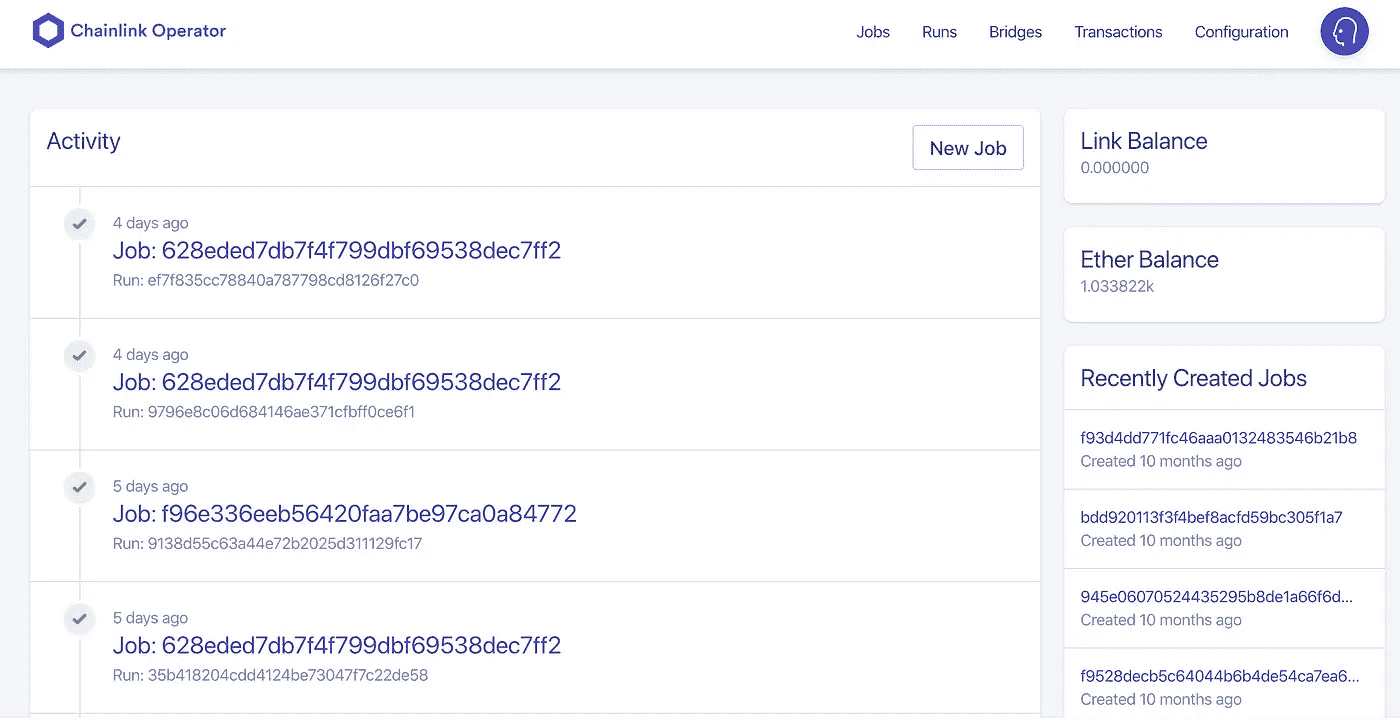 Chainlink Operator
Jobs
Runs
Bridges
Transactions
Configuration
Activity
New Job
4 days ago
Job: 628eded7db7f4f799dbf69538dec7ff2
Run: ef7f835cc78840a787798cd8126f27c0
4 days ago
Job: 628eded7db7f4f799dbf69538dec7ff2
Run: 9796e8c06d684146ae371cfbff0ce6f1
5 days ago
Job: f96e336eeb56420faa7be97ca0a84772
Run: 9138d55c63a44e72b2025d311129fc17
5 days ago
Job: 628eded7db7f4f799dbf69538dec7ff2
Run: 35b418204cdd4124be73047f7c22de58
Link Balance
0.000000
Ether Balance
1.033822k
Recently Created Jobs
f93d4dd771fc46aaa0132483546b21b8
Created 10 months ago
bdd920113f3f4bef8acfd59bc305f1a7
Created 10 months ago
945e06070524435295b8de1a66f6d...
Created 10 months ago
f9528decb5c64044b6b4de54ca7ea6...
Created 10 months ago